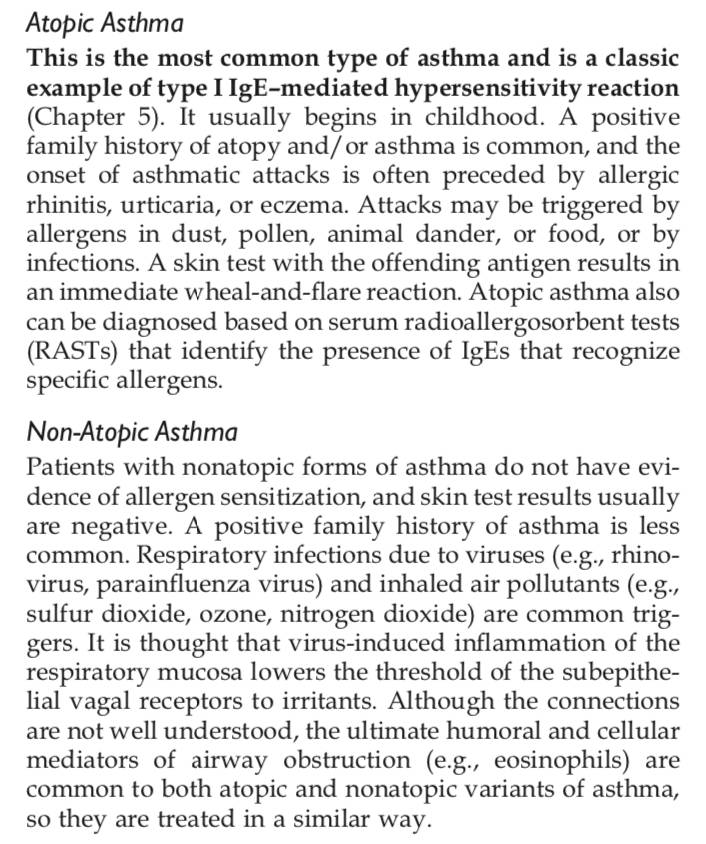 Atopic Asthma
This is the most common type of asthma and is a classic
example of type I IgE–mediated hypersensitivity reaction
(Chapter 5). It usually begins in childhood. A positive
family history of atopy and/or asthma is common, and the
onset of asthmatic attacks is often preceded by allergic
rhinitis, urticaria, or eczema. Attacks may be triggered by
allergens in dust, pollen, animal dander, or food, or by
infections. A skin test with the offending antigen results in
an immediate wheal-and-flare reaction. Atopic asthma also
can be diagnosed based on serum radioallergosorbent tests
(RASTs) that identify the presence of IgEs that recognize
specific allergens.
Non-Atopic Asthma
Patients with nonatopic forms of asthma do not have evi-
dence of allergen sensitization, and skin test results usually
are negative. A positive family history of asthma is less
common. Respiratory infections due to viruses (e.g., rhino-
virus, parainfluenza virus) and inhaled air pollutants (e.g.,
sulfur dioxide, ozone, nitrogen dioxide) are common trig-
gers. It is thought that virus-induced inflammation of the
respiratory mucosa lowers the threshold of the subepithe-
lial vagal receptors to irritants. Although the connections
are not well understood, the ultimate humoral and cellular
mediators of airway obstruction (e.g., eosinophils) are
common to both atopic and nonatopic variants of asthma,
so they are treated in a similar way.